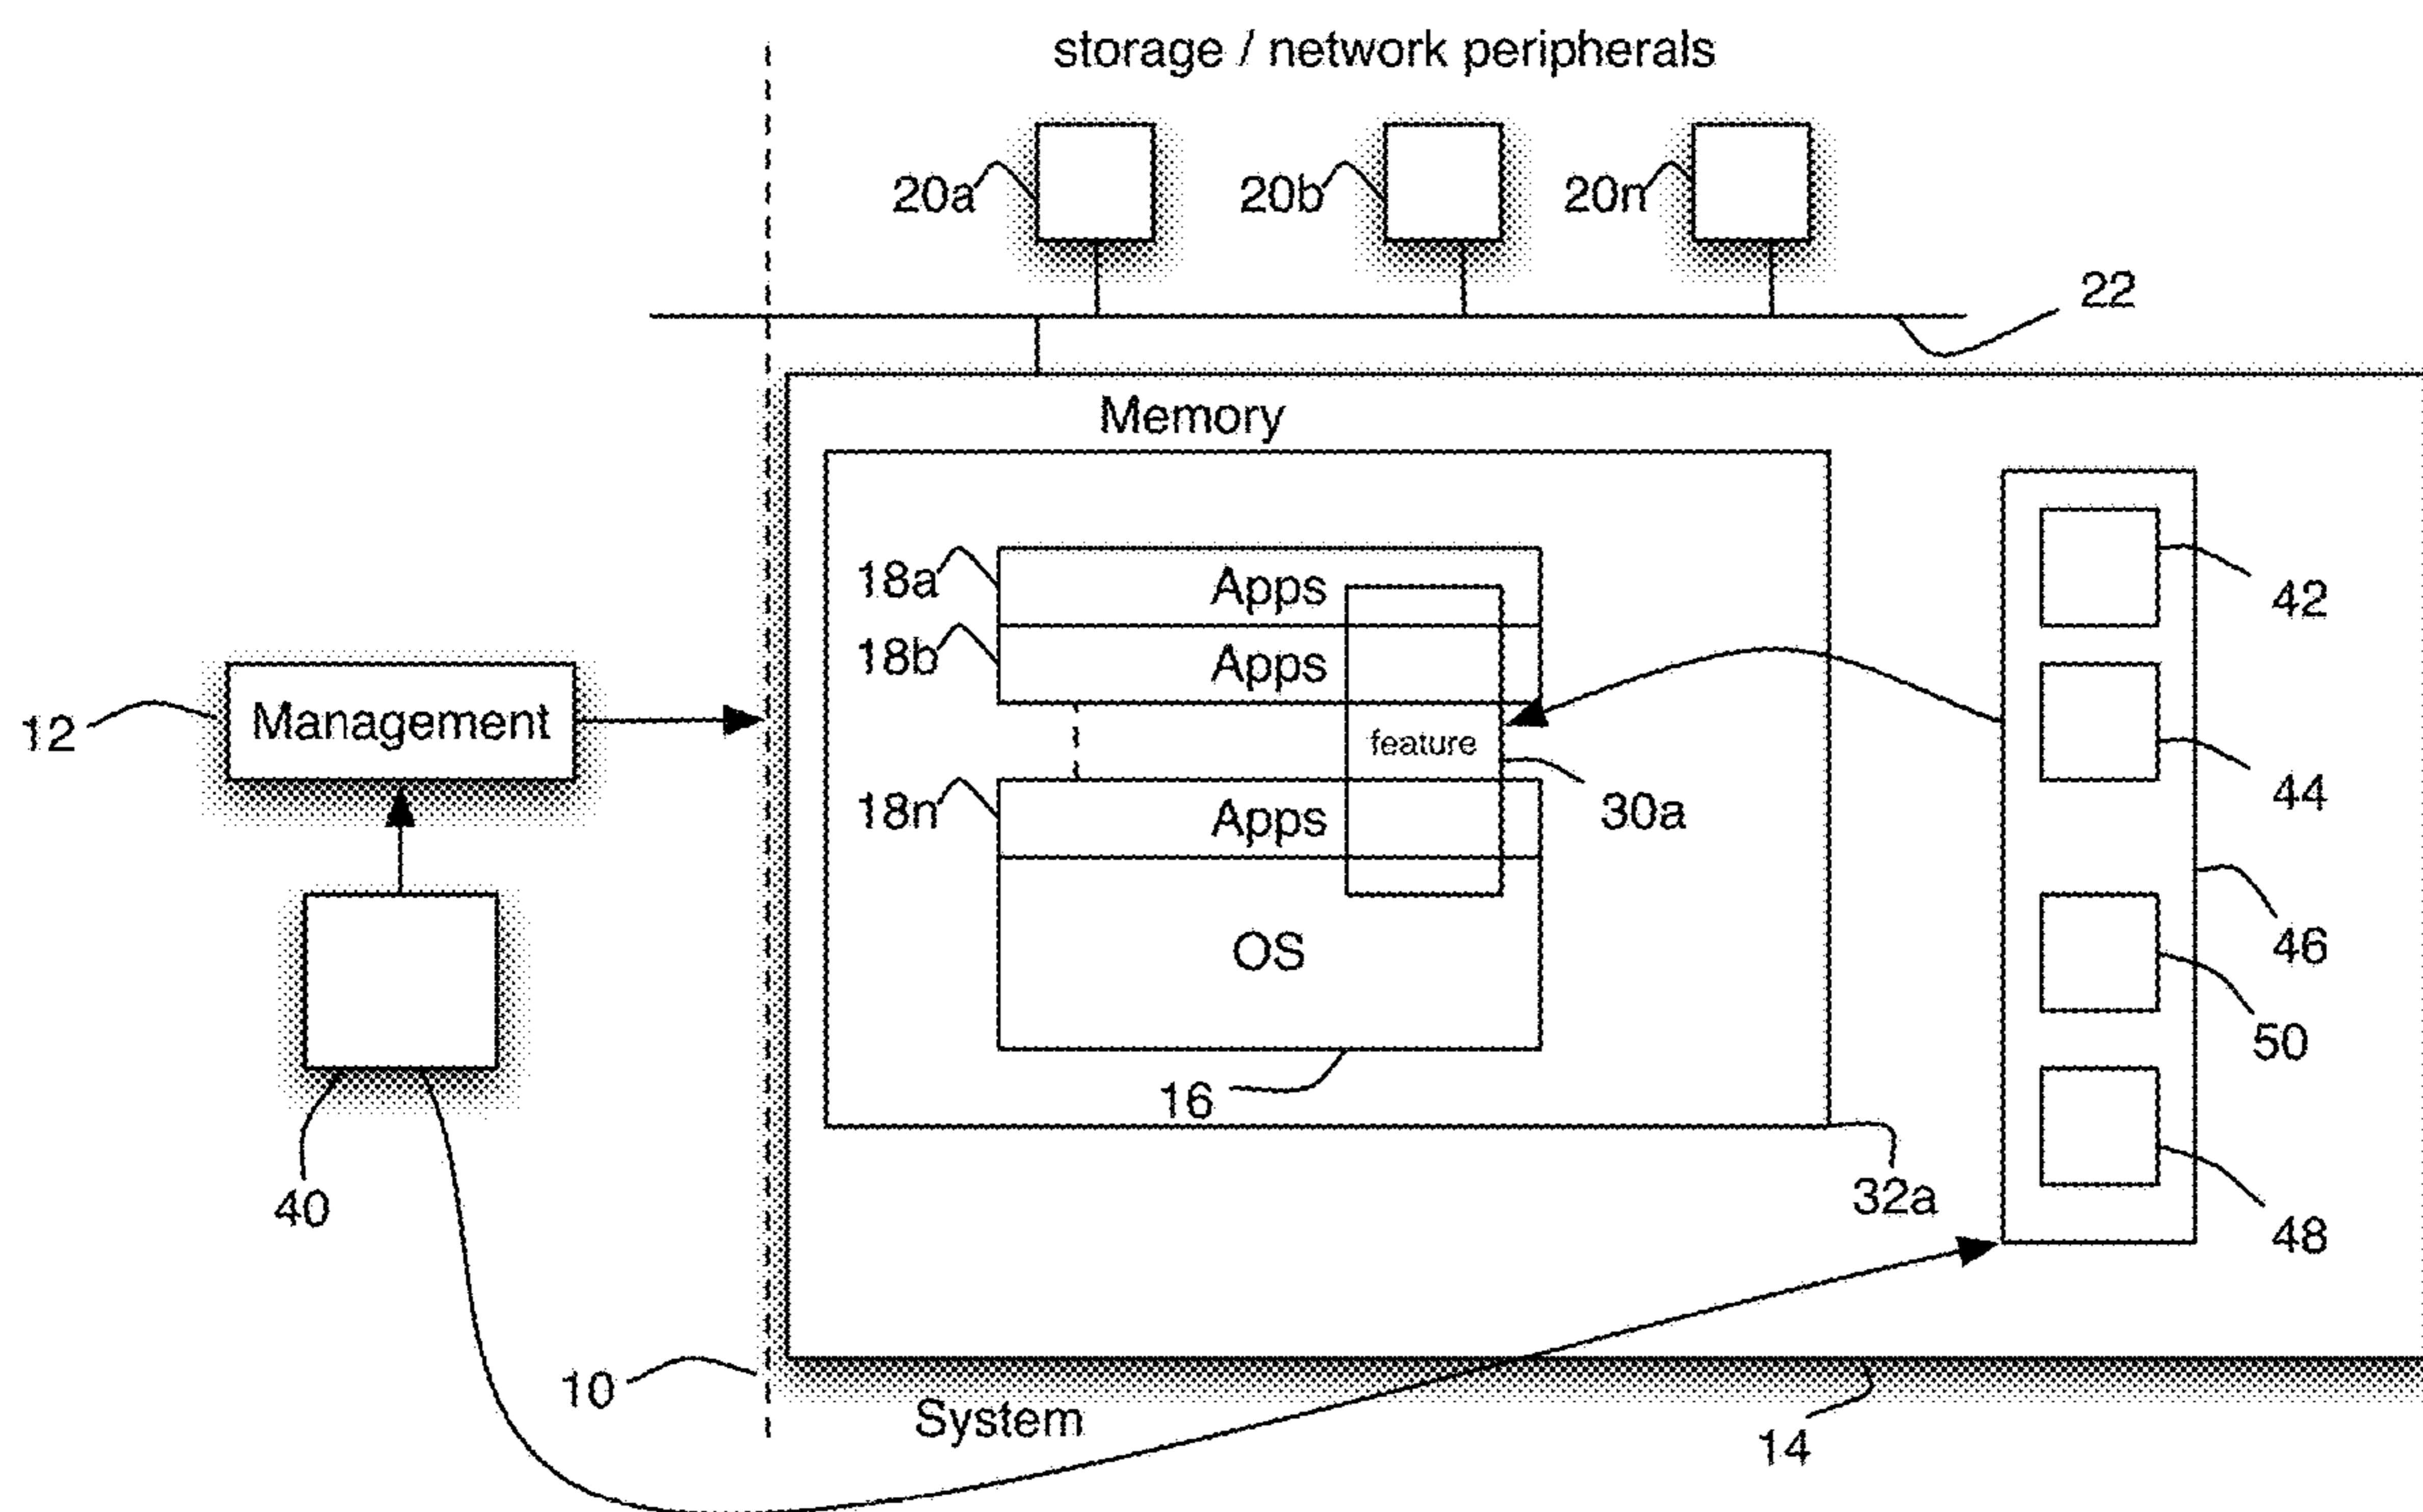 storage / network peripherals
20a
20b
20n
22
Memory
18a
Apps
42
18b
Apps
12
Management
feature
44
18n
Apps
30a
OS
46
50
16
40
32a
48
10
System
14